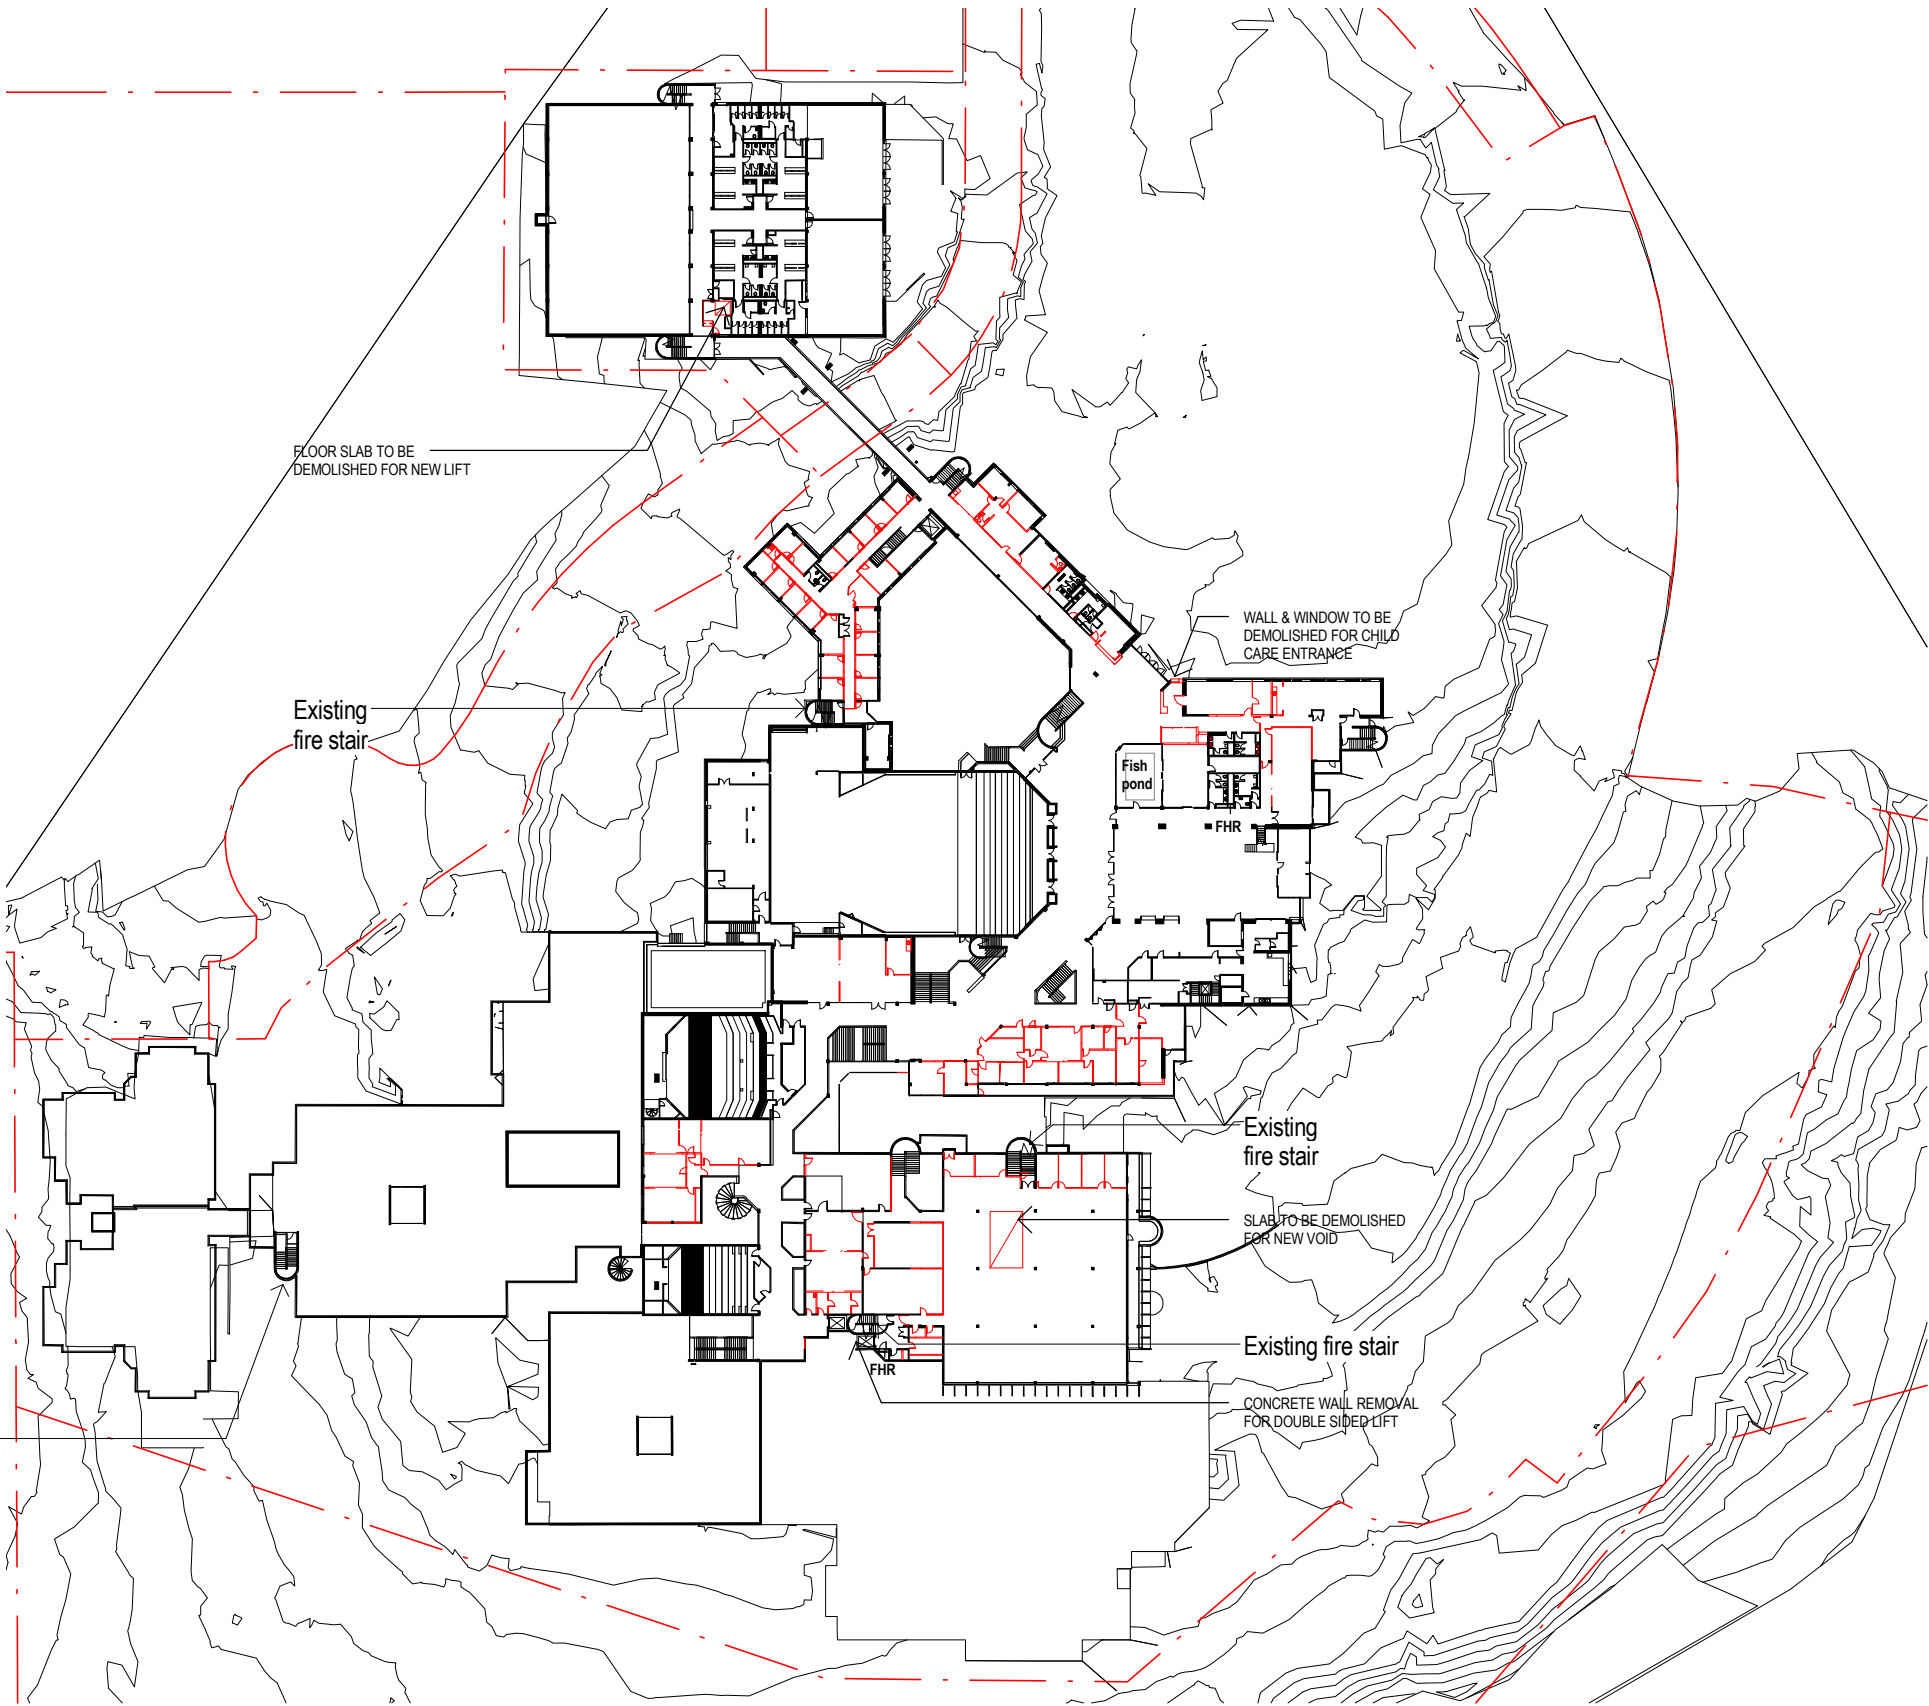 FLOOR SLAB TO BE
DEMOLISHED FOR NEW LIFT
WALL & WINDOW TO BE
DEMOLISHED FOR CHILD
CARE ENTRANCE
Existing
fire stair
Fish
pond
FHR
Existing
fire stair
SLAB TO BE DEMOLISHED
FOR NEW VOID
Existing fire stair
FHR
CONCRETE WALL REMOVAL
FOR DOUBLE SIDED LIFT